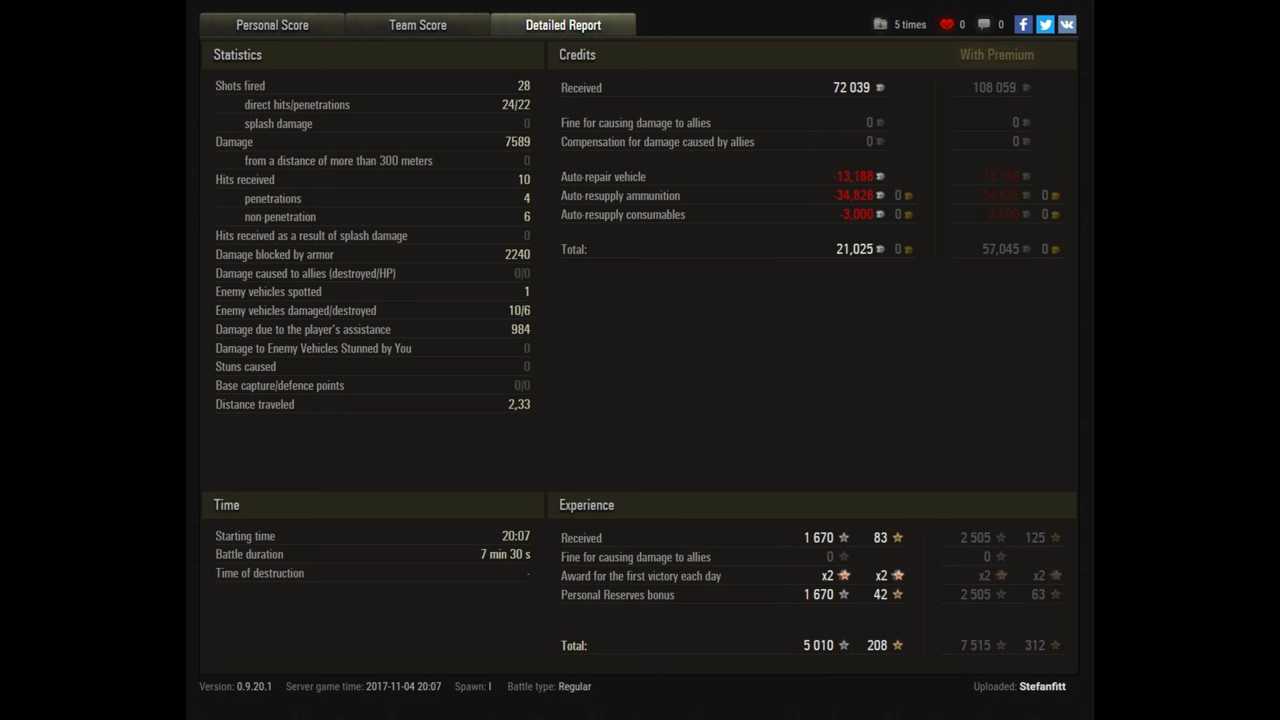 Personal Score Team Score Detailed Report 5 times 0 0
Statistics
Shots fired 28
direct hits/penetrations 24/22
splash damage 0
Damage 7589
from a distance of more than 300 meters 0
Hits received 10
penetrations 4
non-penetration 6
Hits received as a result of splash damage 0
Damage blocked by armor 2240
Damage caused to allies (destroyed/HP) 0/0
Enemy vehicles spotted 1
Enemy vehicles damaged/destroyed 10/6
Damage due to the player's assistance 984
Damage to Enemy Vehicles Stunned by You 0
Stuns caused 0
Base capture/defence points 0/0
Distance traveled 2,33
Credits With Premium
Received 72 039 108 059
Fine for causing damage to allies 0 0
Compensation for damage caused by allies 0 0
Auto-repair vehicle -13,188 -13,188
Auto-resupply ammunition -34,826 0 -34,826 0
Auto-resupply consumables -3,000 0 -3,000 0
Total: 21,025 0 57,045 0
Time
Starting time 20:07
Battle duration 7 min 30 s
Time of destruction -
Experience
Received 1 670 83 2 505 125
Fine for causing damage to allies 0 0
Award for the first victory each day x2 x2 x2 x2
Personal Reserves bonus 1 670 42 2 505 63
Total: 5 010 208 7 515 312
Version: 0.9.20.1 Server game time: 2017-11-04 20:07 Spawn: I Battle type: Regular Uploaded: Stefanfitt